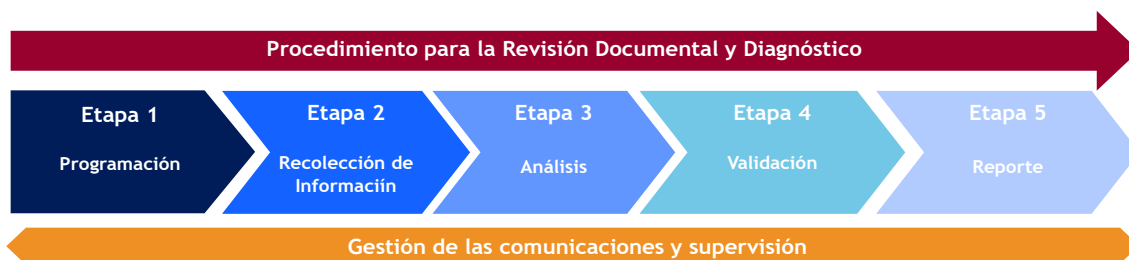 Procedimiento para la Revisión Documental y Diagnóstico
Etapa 1
Programación
Etapa 2
Recolección de
Informaciín
Etapa 3
Análisis
Etapa 4
Validación
Etapa 5
Reporte
Gestión de las comunicaciones y supervisión